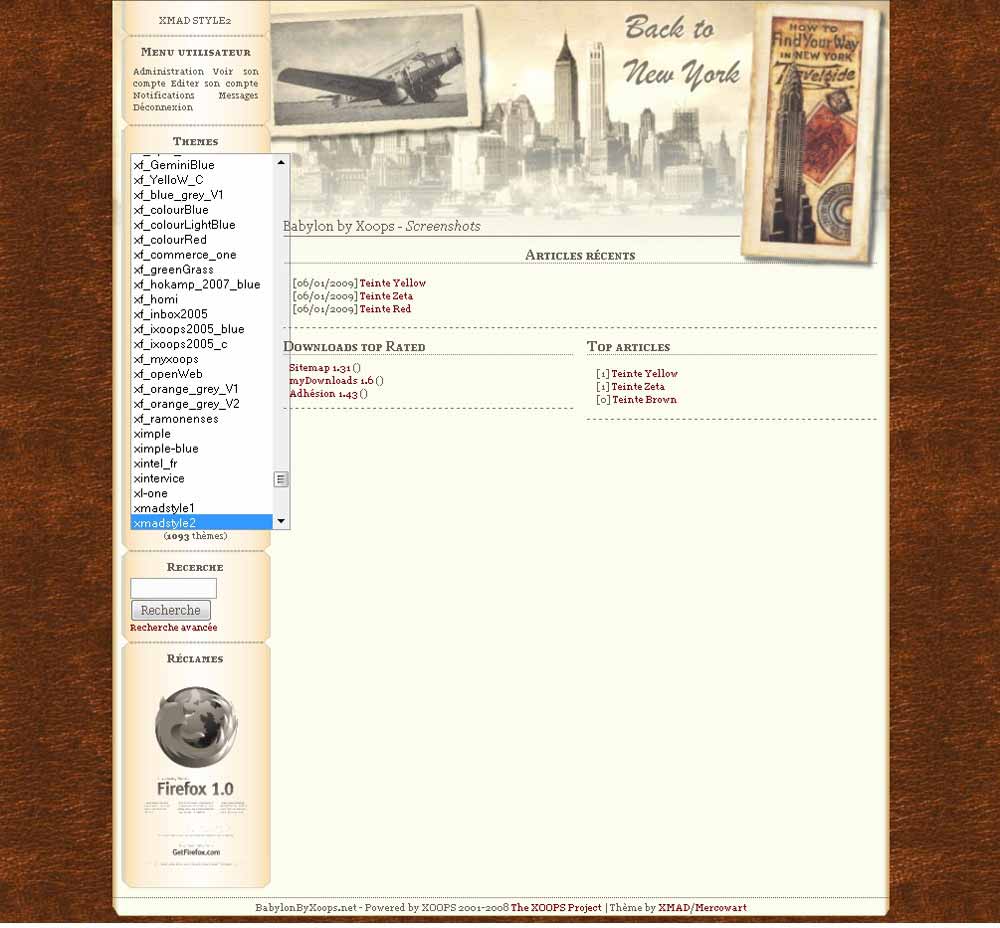 XMAD STYLE2
Menu utilisateur
Administration Voir son
compte Editer son compte
Notifications Messages
Déconnexion
Themes
xf_GeminiBlue
xf_YelloW_C
xf_blue_grey_V1
xf_colourBlue
xf_colourLightBlue
xf_colourRed
xf_commerce_one
xf_greenGrass
xf_hokamp_2007_blue
xf_homi
xf_inbox2005
xf_ixoops2005_blue
xf_ixoops2005_c
xf_myxoops
xf_openWeb
xf_orange_grey_V1
xf_orange_grey_V2
xf_ramonenses
ximple
ximple-blue
xintel_fr
xintervice
xl-one
xmadstyle1
xmadstyle2
(1093 thèmes)
Recerche
Recherche
Recherche avancée
Réclames
Firefox 1.0
GetFirefox.com
Back to
New York
HOW TO
Find Your Way
IN NEW YORK
Babylon by Xoops - Screenshots
Articles récents
[06/01/2009] Teinte Yellow
[06/01/2009] Teinte Zeta
[06/01/2009] Teinte Red
Downloads top Rated
Sitemap 1.31 ()
myDownloads 1.6 ()
Adhésion 1.43 ()
Top articles
[1] Teinte Yellow
[1] Teinte Zeta
[0] Teinte Brown
BabylonByXoops.net - Powered by XOOPS 2001-2008 The XOOPS Project | Thème by XMAD/Mercowart